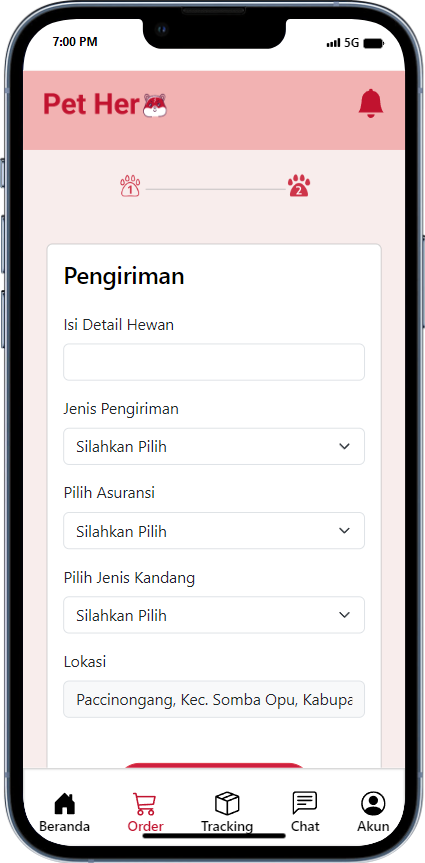 7:00 PM
5G
Pet Her
1
2
Pengiriman
Isi Detail Hewan
Jenis Pengiriman
Silahkan Pilih
Pilih Asuransi
Silahkan Pilih
Pilih Jenis Kandang
Silahkan Pilih
Lokasi
Paccinongang, Kec. Somba Opu, Kabupa
Beranda Order Tracking Chat Akun